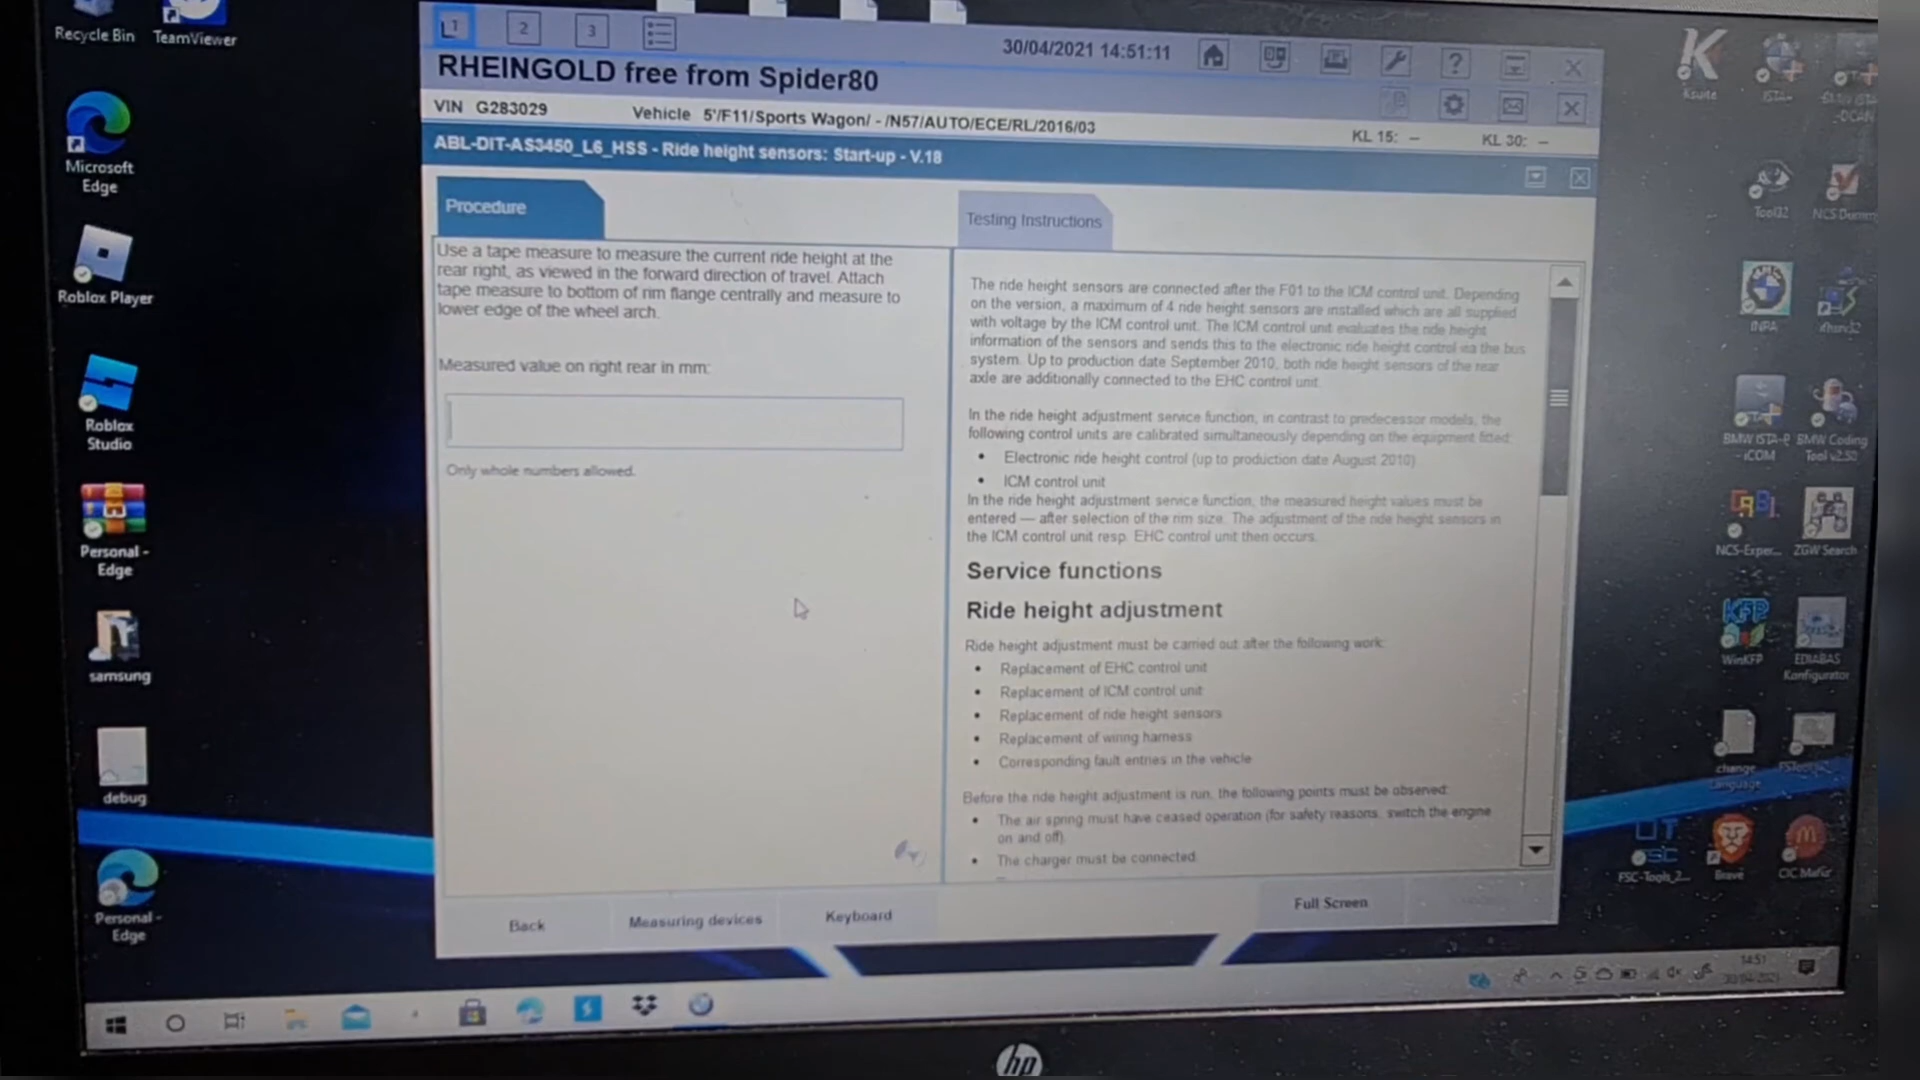 Recycle Bin
TeamViewer
Microsoft
Edge
Roblox Player
Roblox
Studio
Personal -
Edge
samsung
debug
Personal -
Edge
1
2
3
30/04/2021 14:51:11
RHEINGOLD free from Spider80
VIN G283029
Vehicle 5'/F11/Sports Wagon/ - /N57/AUTO/ECE/RL/2016/03
KL 15: –
KL 30: –
ABL-DIT-AS3450_L6_HSS - Ride height sensors: Start-up - V.18
Procedure
Use a tape measure to measure the current ride height at the
rear right, as viewed in the forward direction of travel. Attach
tape measure to bottom of rim flange centrally and measure to
lower edge of the wheel arch.
Measured value on right rear in mm:
Only whole numbers allowed.
Testing Instructions
The ride height sensors are connected after the F01 to the ICM control unit. Depending
on the version, a maximum of 4 ride height sensors are installed which are all supplied
with voltage by the ICM control unit. The ICM control unit evaluates the ride height
information of the sensors and sends this to the electronic ride height control via the bus
system. Up to production date September 2010, both ride height sensors of the rear
axle are additionally connected to the EHC control unit.
In the ride height adjustment service function, in contrast to predecessor models, the
following control units are calibrated simultaneously depending on the equipment fitted:
• Electronic ride height control (up to production date August 2010)
• ICM control unit
In the ride height adjustment service function, the measured height values must be
entered — after selection of the rim size. The adjustment of the ride height sensors in
the ICM control unit resp. EHC control unit then occurs.
Service functions
Ride height adjustment
Ride height adjustment must be carried out after the following work:
• Replacement of EHC control unit
• Replacement of ICM control unit
• Replacement of ride height sensors
• Replacement of wiring harness
• Corresponding fault entries in the vehicle
Before the ride height adjustment is run, the following points must be observed:
• The air spring must have ceased operation (for safety reasons, switch the engine
on and off).
• The charger must be connected.
Back
Measuring devices
Keyboard
Full Screen
Ksuite
ISTA+
-DCAN
Tool32
NCS Dumm
INPA
BMW ISTA-P
-iCOM
BMW Coding
Tool v2.50
NCS-Exper...
ZGW Search
WinKFP
EDIABAS
Konfigurator
change
Language
FSC-Tools_2...
Brave
CIC Mafia
14:51
hp